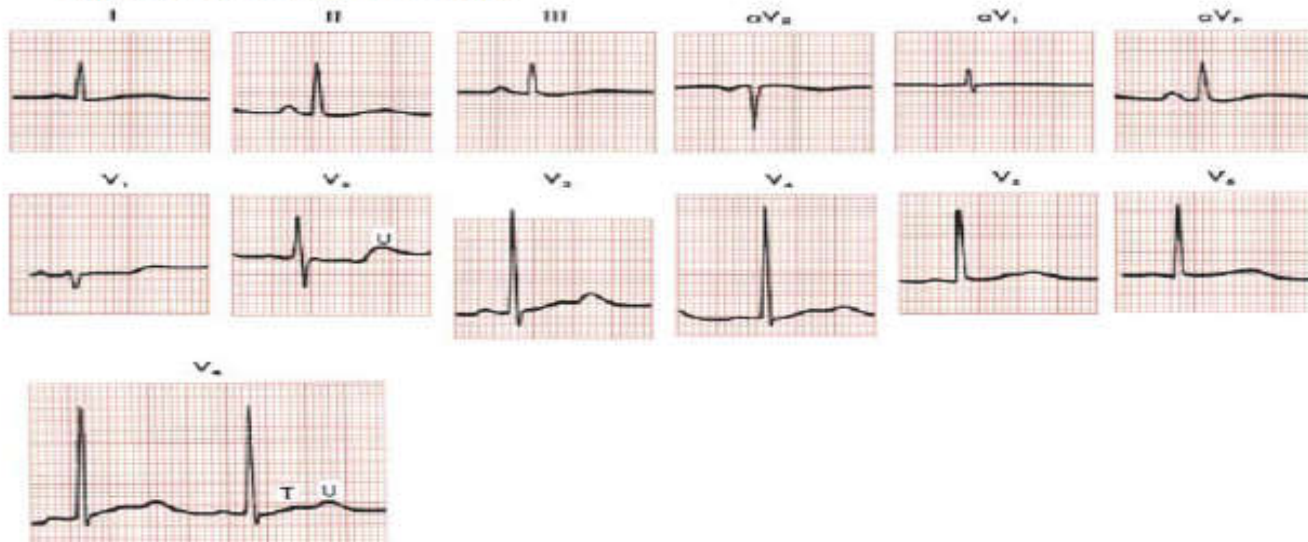 I II III aVR aVL aVF
V₁ V₂ V₃ V₄ V₅ V₆
U
V₄
T U